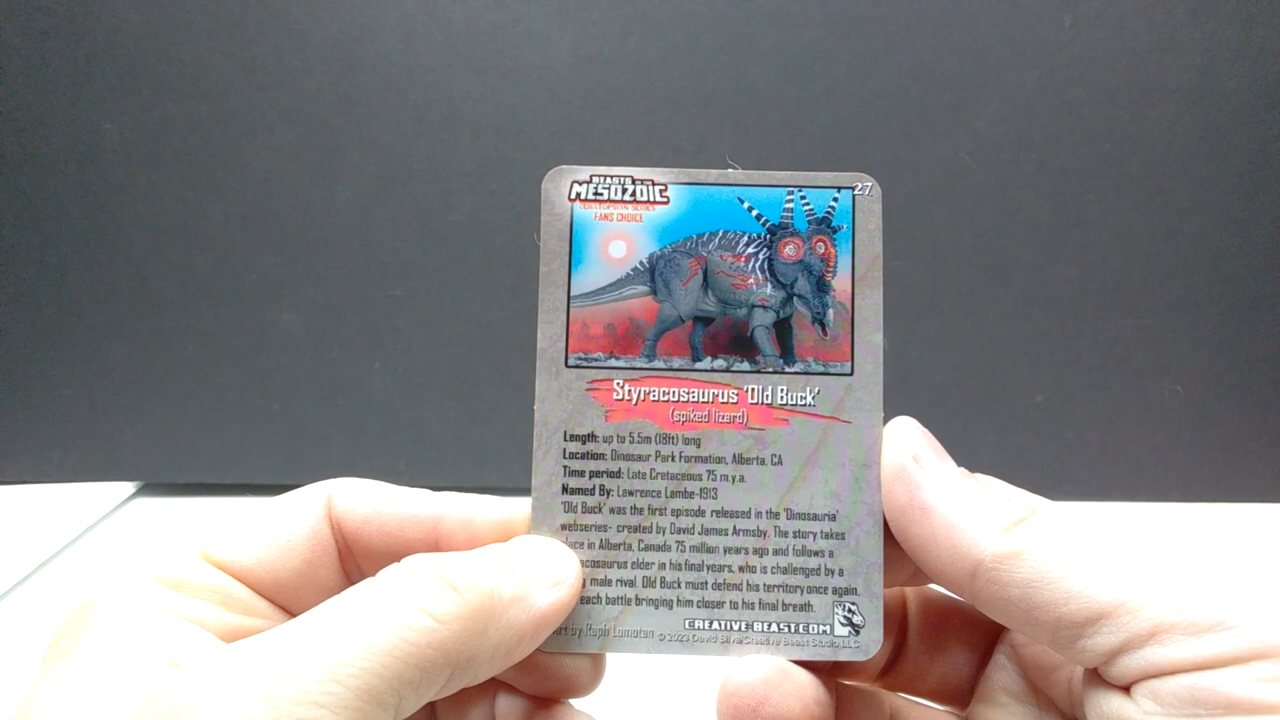 BEASTS OF THE
MESOZOIC
27
CERATOPSIAN SERIES
FANS CHOICE
Styracosaurus 'Old Buck'
(spiked lizard)
Length: up to 5.5m (18ft) long
Location: Dinosaur Park Formation, Alberta, CA
Time period: Late Cretaceous 75 m.y.a.
Named By: Lawrence Lambe-1913
'Old Buck' was the first episode released in the 'Dinosauria'
webseries- created by David James Armsby. The story takes
in Alberta, Canada 75 million years ago and follows a
elder in his final years, who is challenged by a
male rival. Old Buck must defend his territory once again.
each battle bringing him closer to his final breath.
CREATIVE-BEAST.COM
by Raph Lomotan © 2023 David Silva/Creative Beast Studio LLC